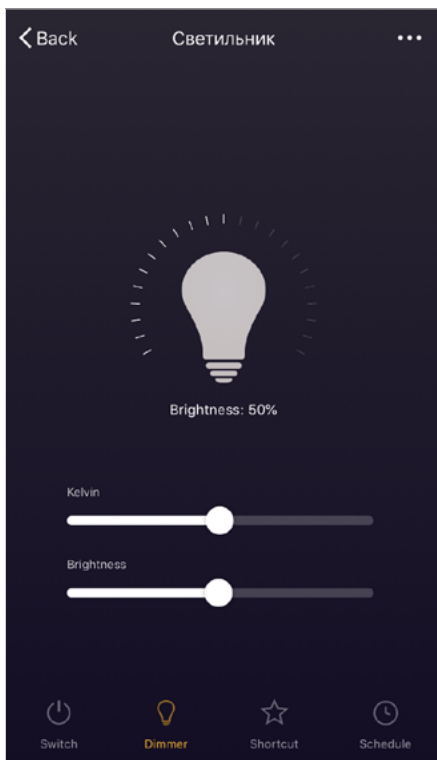 Back Светильник
Brightness: 50%
Kelvin
Brightness
Switch Dimmer Shortcut Schedule